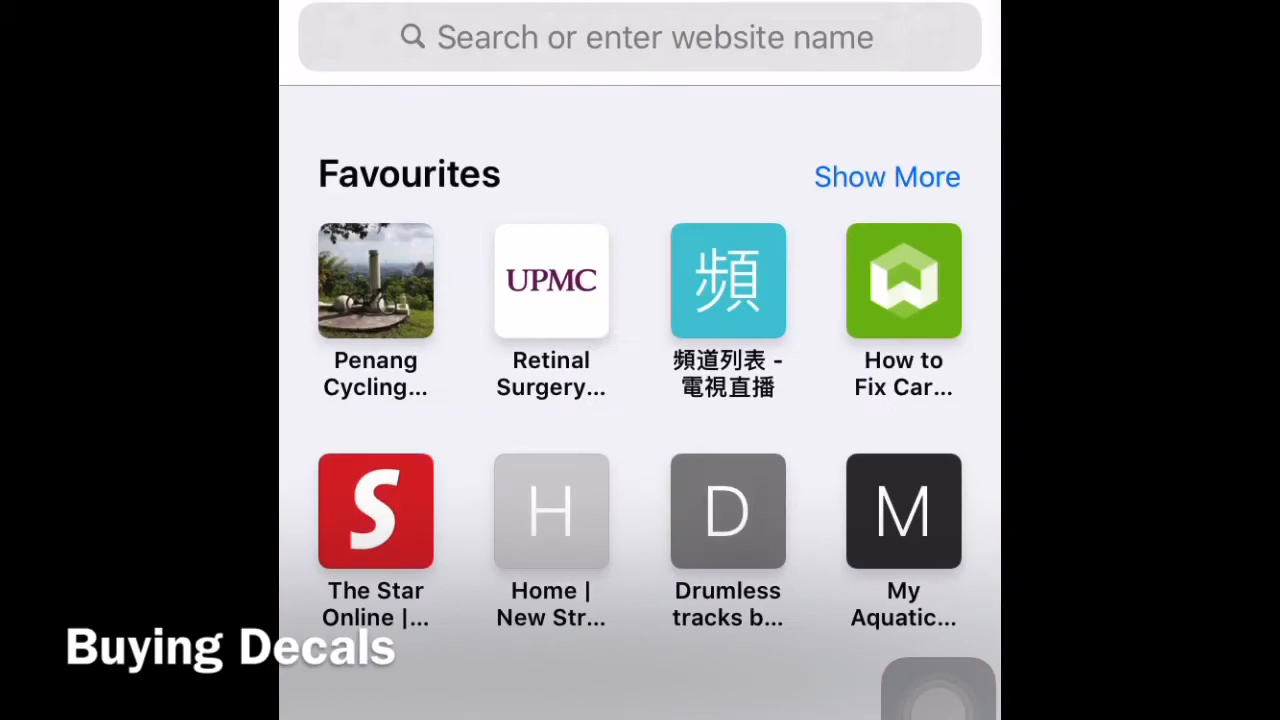 Search or enter website name
Favourites
Show More
UPMC
頻
Penang
Cycling...
Retinal
Surgery...
頻道列表 -
電視直播
How to
Fix Car...
S
H
D
M
The Star
Online |...
Home |
New Str...
Drumless
tracks b...
My
Aquatic...
Buying Decals